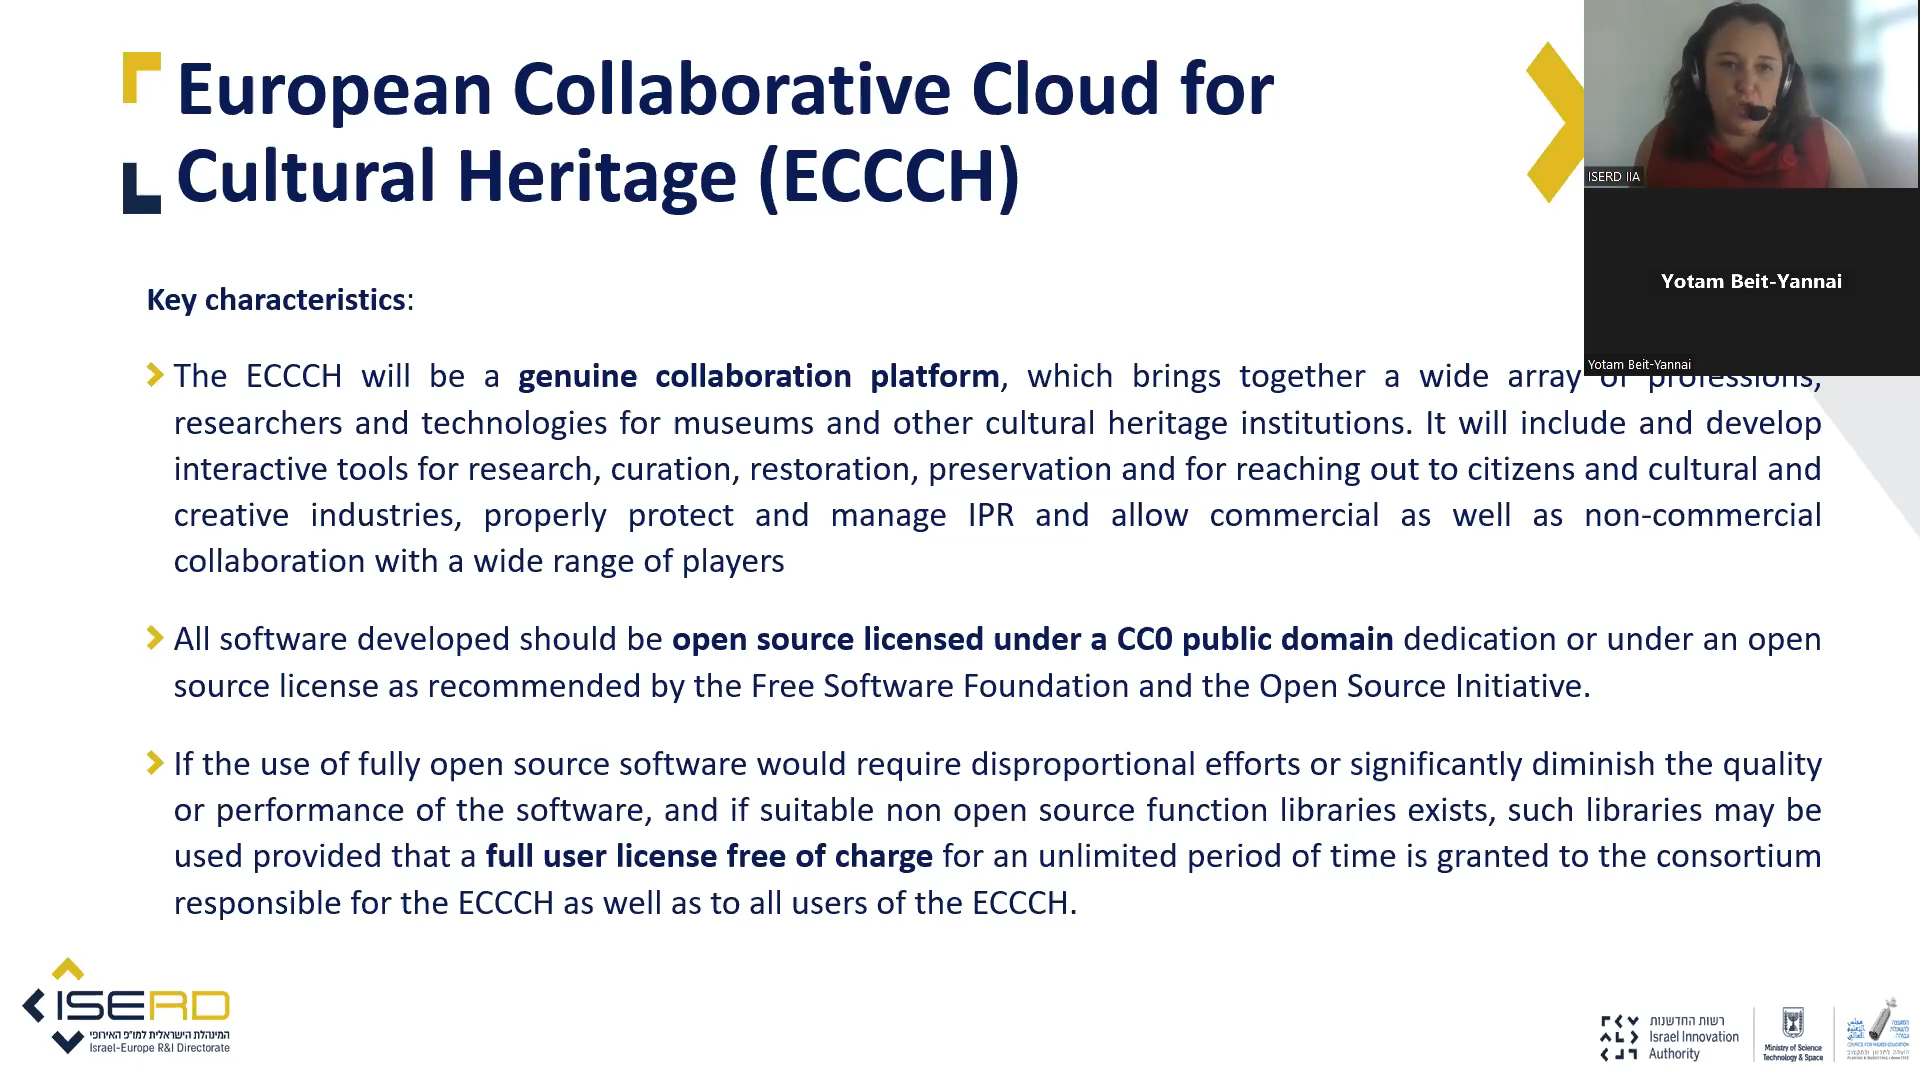 European Collaborative Cloud for
Cultural Heritage (ECCCH)
ISERD IIA
Yotam Beit-Yannai
Yotam Beit-Yannai
Key characteristics:
The ECCCH will be a genuine collaboration platform, which brings together a wide array of professions,
researchers and technologies for museums and other cultural heritage institutions. It will include and develop
interactive tools for research, curation, restoration, preservation and for reaching out to citizens and cultural and
creative industries, properly protect and manage IPR and allow commercial as well as non-commercial
collaboration with a wide range of players
All software developed should be open source licensed under a CC0 public domain dedication or under an open
source license as recommended by the Free Software Foundation and the Open Source Initiative.
If the use of fully open source software would require disproportional efforts or significantly diminish the quality
or performance of the software, and if suitable non open source function libraries exists, such libraries may be
used provided that a full user license free of charge for an unlimited period of time is granted to the consortium
responsible for the ECCCH as well as to all users of the ECCCH.
ISERD
המינהלת הישראלית למו״פ האירופי
Israel-Europe R&I Directorate
רשות החדשנות
Israel Innovation
Authority
Ministry of Science
Technology & Space